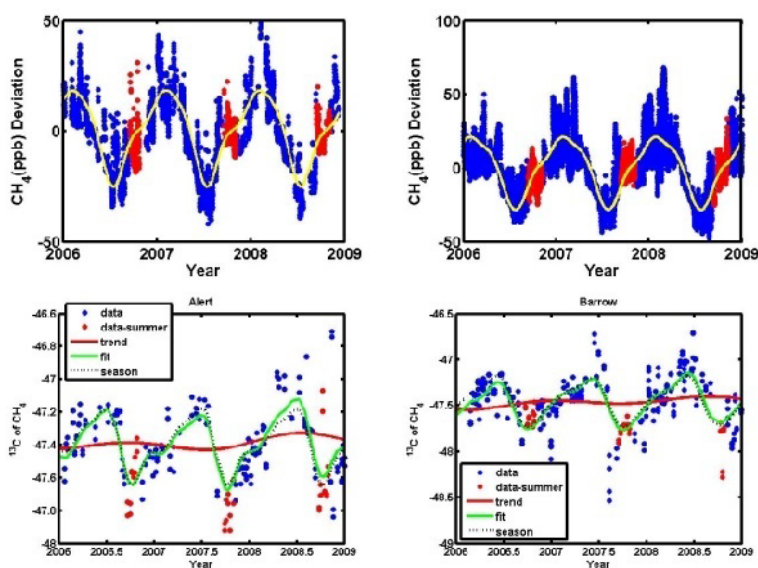 50
0
-50
CH4(ppb) Deviation
2006 2007 2008 2009
Year
100
50
0
-50
CH4(ppb) Deviation
2006 2007 2008 2009
Year
Alert
-46.6
-46.8
-47
-47.2
-47.4
-47.6
-47.8
-48
13C of CH4
data
data-summer
trend
fit
season
2006 2006.5 2007 2007.5 2008 2008.5 2009
Year
Barrow
-46.5
-47
-47.5
-48
-48.5
-49
13C of CH4
data
data-summer
trend
fit
season
2006 2006.5 2007 2007.5 2008 2008.5 2009
Year